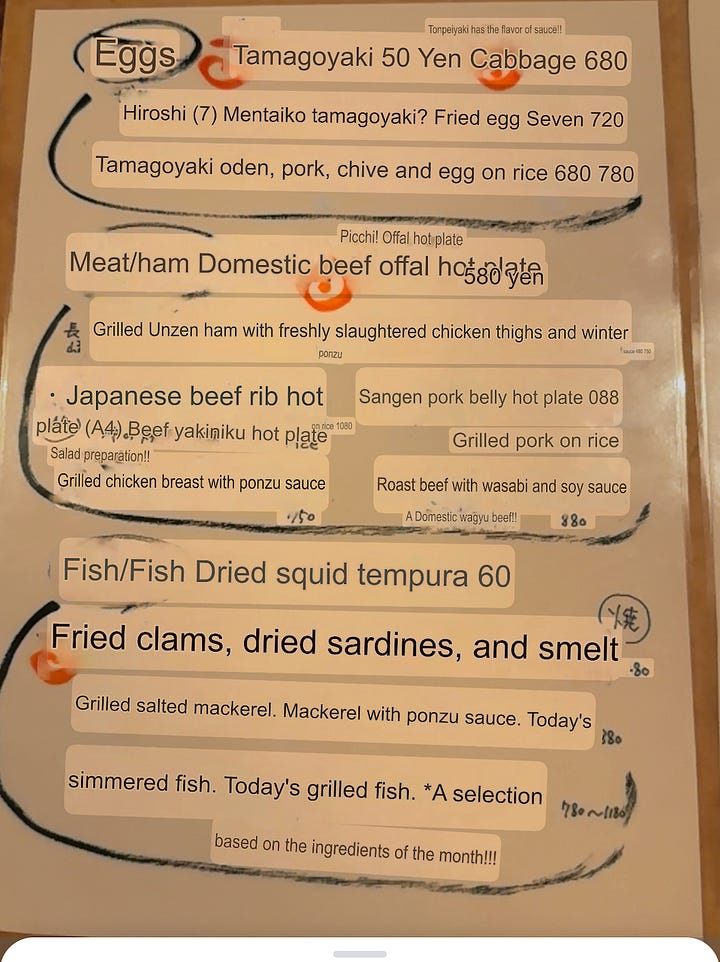 Tonpeiyaki has the flavor of sauce!!
Eggs Tamagoyaki 50 Yen Cabbage 680
Hiroshi (7) Mentaiko tamagoyaki? Fried egg Seven 720
Tamagoyaki oden, pork, chive and egg on rice 680 780
Picchi! Offal hot plate
Meat/ham Domestic beef offal hot plate
580 yen
Grilled Unzen ham with freshly slaughtered chicken thighs and winter
ponzu
sauce 480 750
・Japanese beef rib hot
Sangen pork belly hot plate 088
plate (A4) Beef yakiniku hot plate
on rice 1080
Grilled pork on rice
Salad preparation!!
Grilled chicken breast with ponzu sauce
Roast beef with wasabi and soy sauce
A Domestic wagyu beef!!
880
Fish/Fish Dried squid tempura 60
焼
Fried clams, dried sardines, and smelt
Grilled salted mackerel. Mackerel with ponzu sauce. Today's
simmered fish. Today's grilled fish. *A selection
780~1180
based on the ingredients of the month!!!